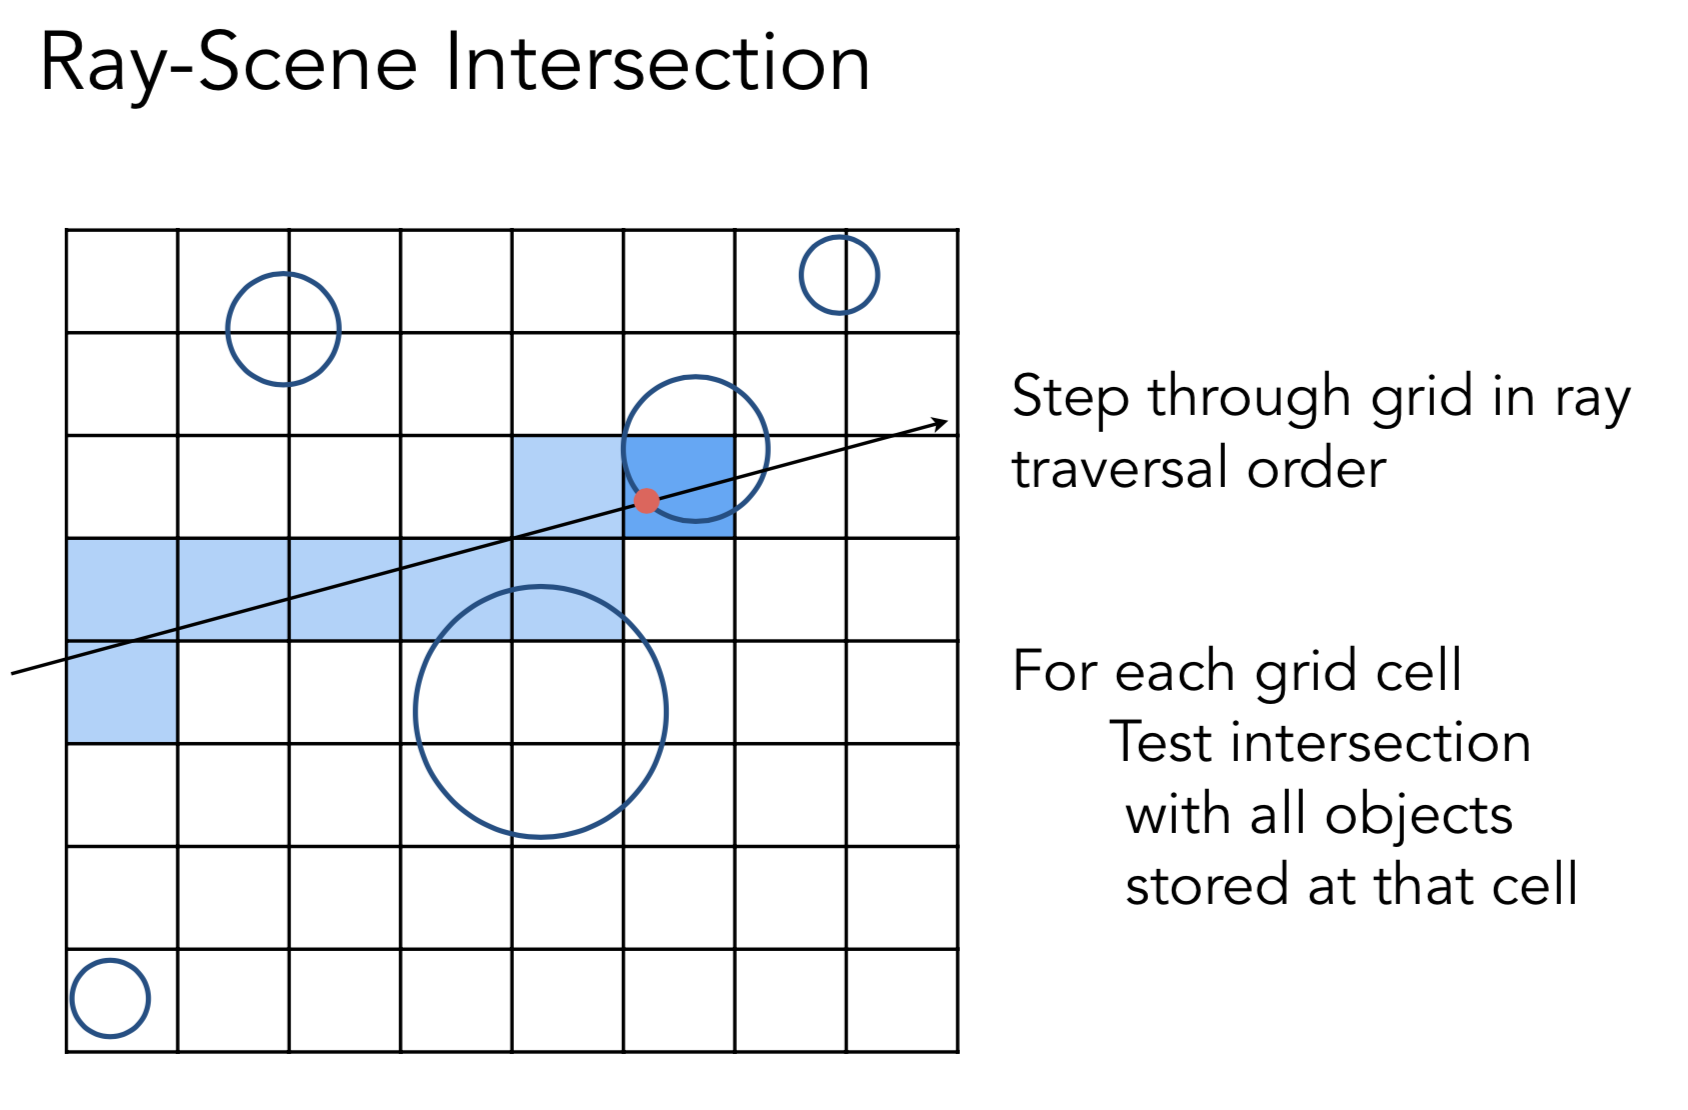 Ray-Scene Intersection
Step through grid in ray
traversal order
For each grid cell
Test intersection
with all objects
stored at that cell